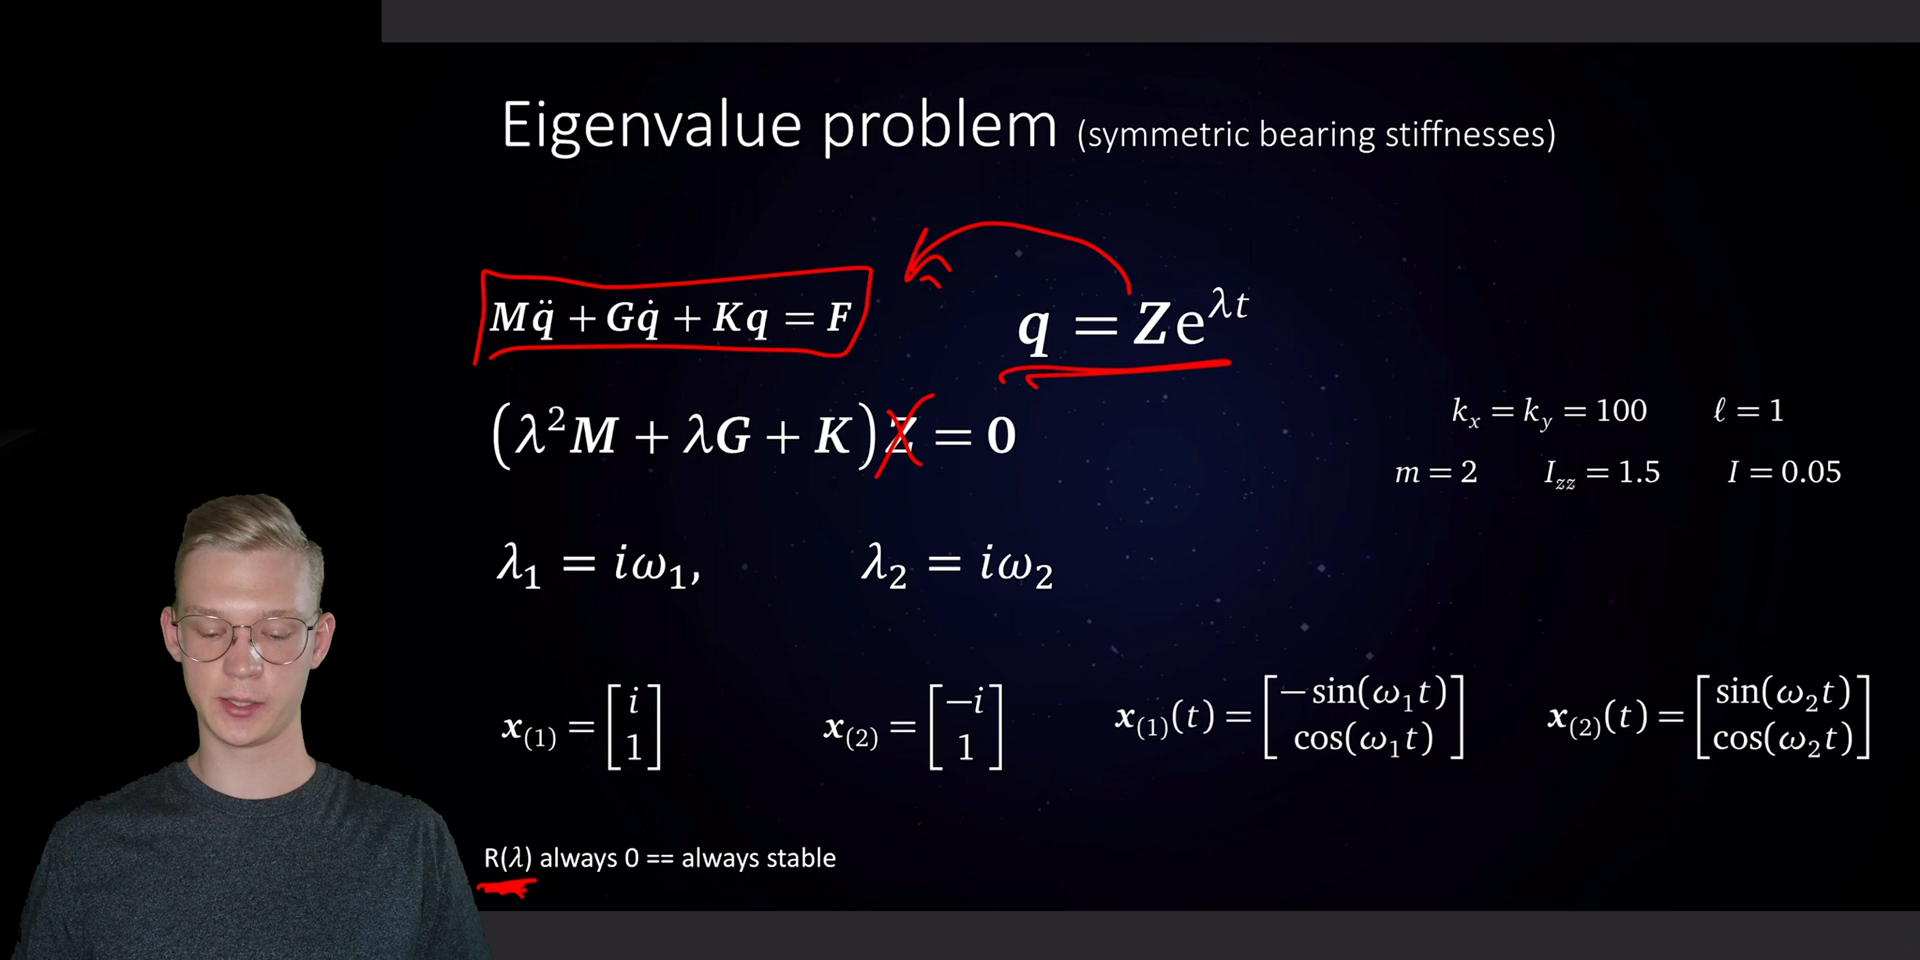 Eigenvalue problem (symmetric bearing stiffnesses)
Mq̈ + Gq̇ + Kq = F
q = Ze^{λt}
(λ²M + λG + K)Z = 0
k_x = k_y = 100 ℓ = 1
m = 2 I_{zz} = 1.5 I = 0.05
λ₁ = iω₁, λ₂ = iω₂
x₍₁₎ = [i 1] x₍₂₎ = [−i 1] x₍₁₎(t) = [−sin(ω₁t) cos(ω₁t)] x₍₂₎(t) = [sin(ω₂t) cos(ω₂t)]
R(λ) always 0 == always stable